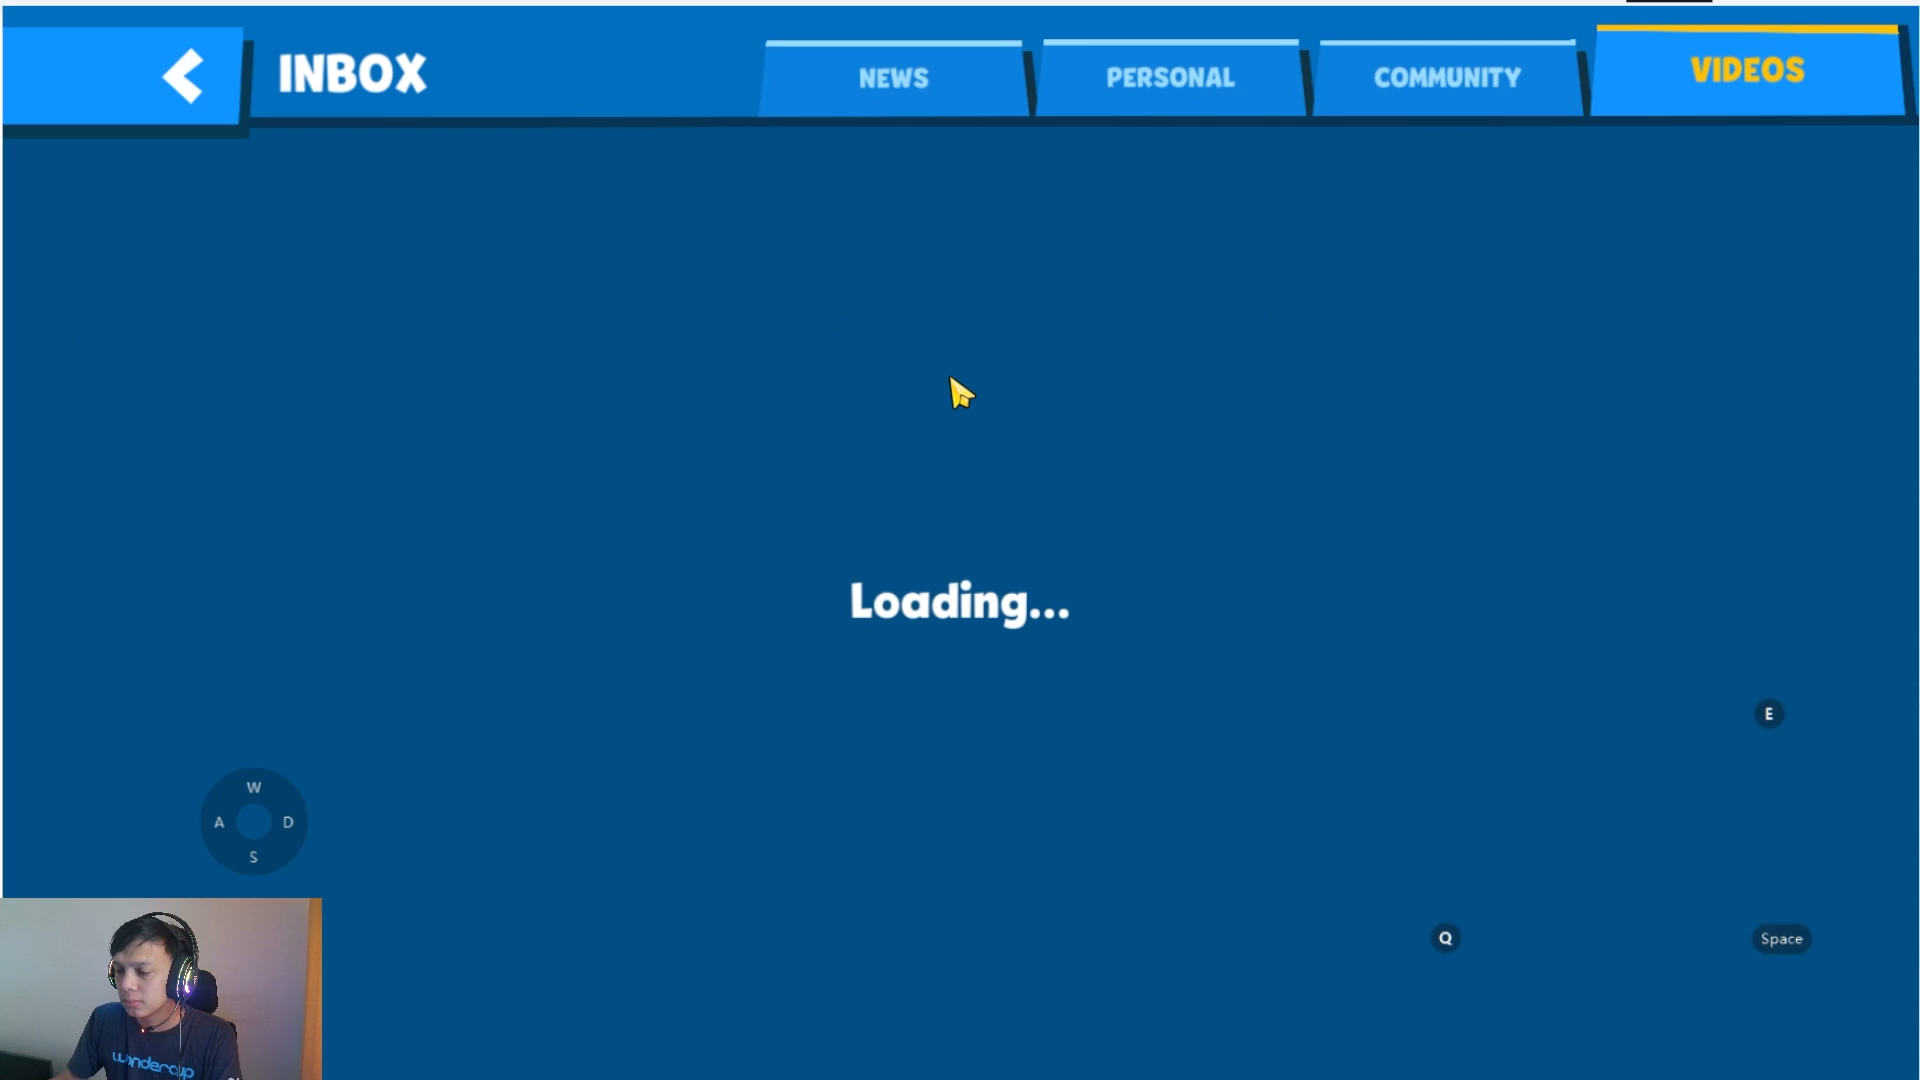 INBOX
NEWS
PERSONAL
COMMUNITY
VIDEOS
Loading...
E
W
A
D
S
Q
Space